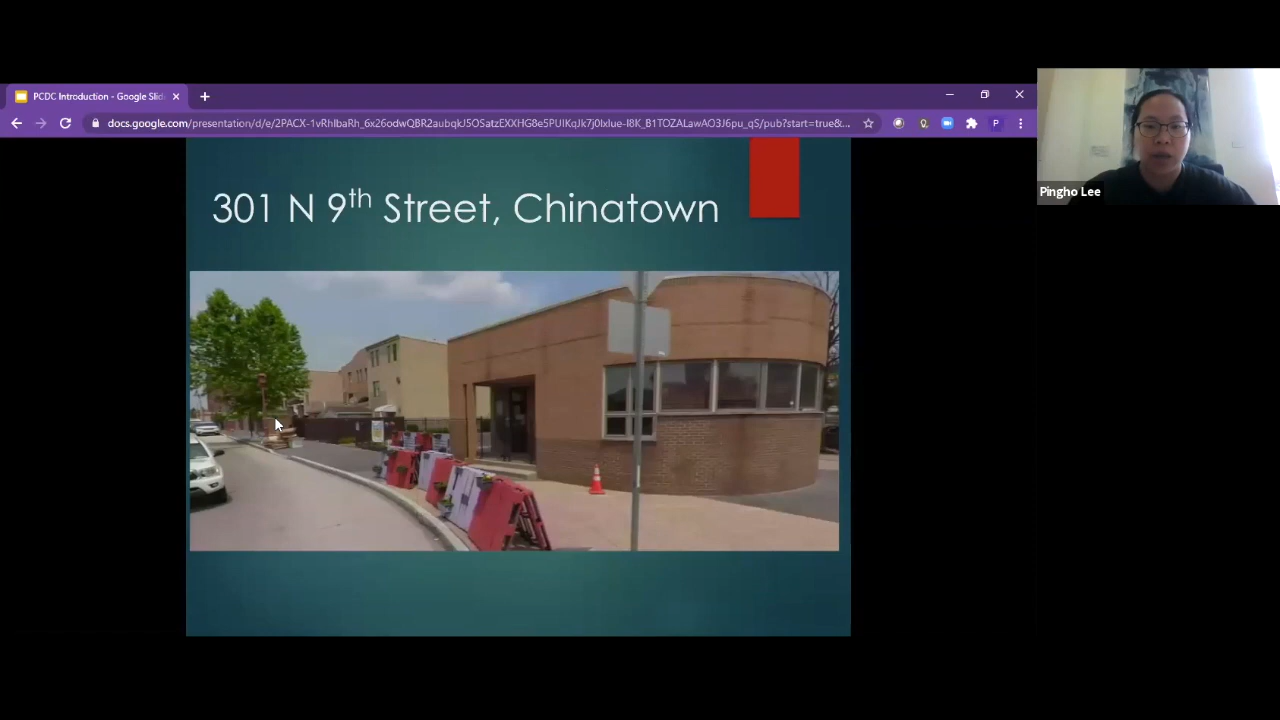 PCDC Introduction - Google Slid
docs.google.com/presentation/d/e/2PACX-1vRhIbaRh_6x26odwQBR2aubqkJ5OSatzEXXHG8e5PUIKqJk7j0lxlue-I8K_B1TOZALawAO3J6pu_qS/pub?start=true&...
P
Pingho Lee
301 N 9th Street, Chinatown